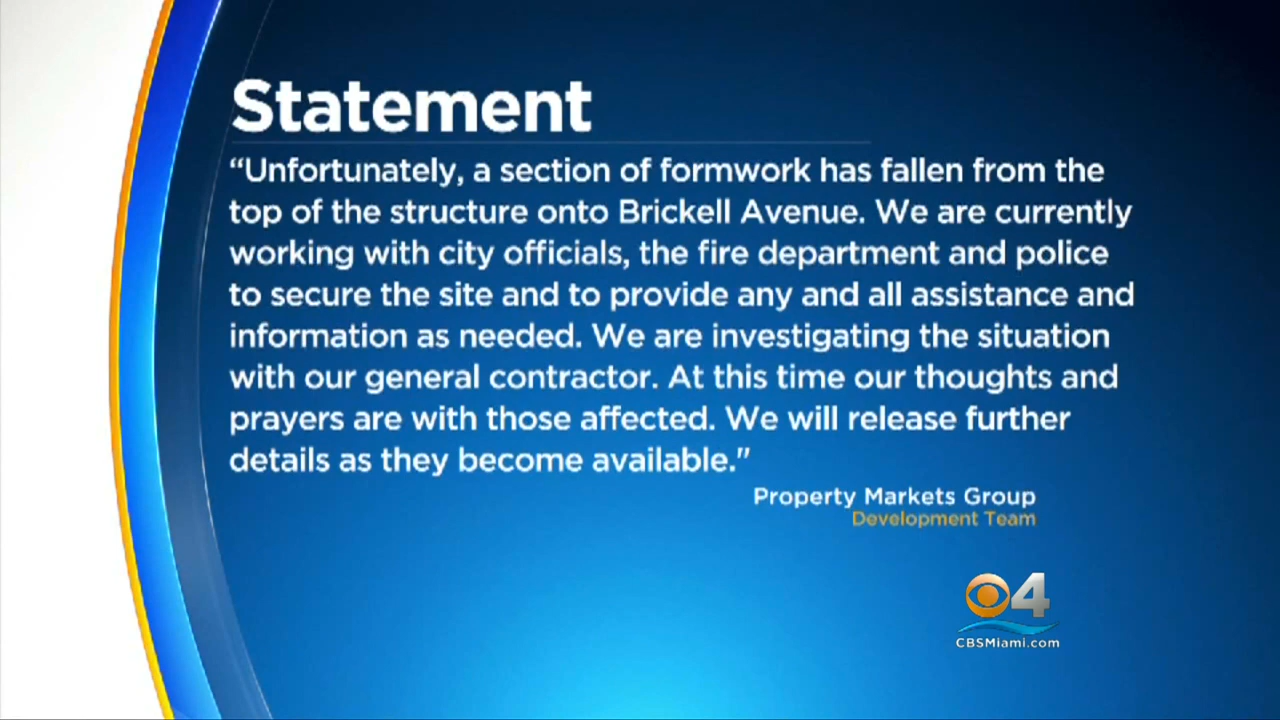 Statement
“Unfortunately, a section of formwork has fallen from the
top of the structure onto Brickell Avenue. We are currently
working with city officials, the fire department and police
to secure the site and to provide any and all assistance and
information as needed. We are investigating the situation
with our general contractor. At this time our thoughts and
prayers are with those affected. We will release further
details as they become available."
Property Markets Group
Development Team
4
CBSMiami.com